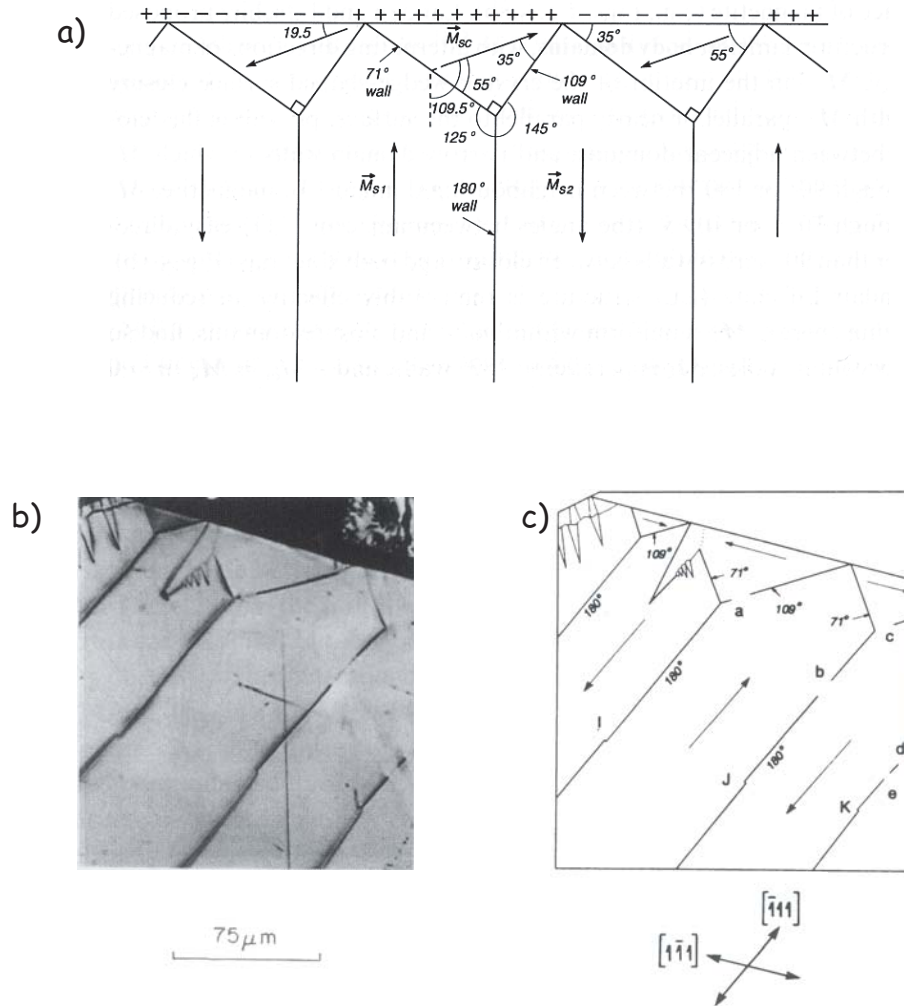 a)
+ + − − − − − − − − + + + + + + + + + − − − − − − − − − + + +
19.5
M_SC
35°
55°
71°
wall
35°
55°
109°
wall
109.5°
125°
145°
M_S1
180°
wall
M_S2
b)
75μm
c)
109°
71°
a
109°
71°
c
180°
b
180°
I
J
180°
d
e
K
[1̄11]
[11̄1]